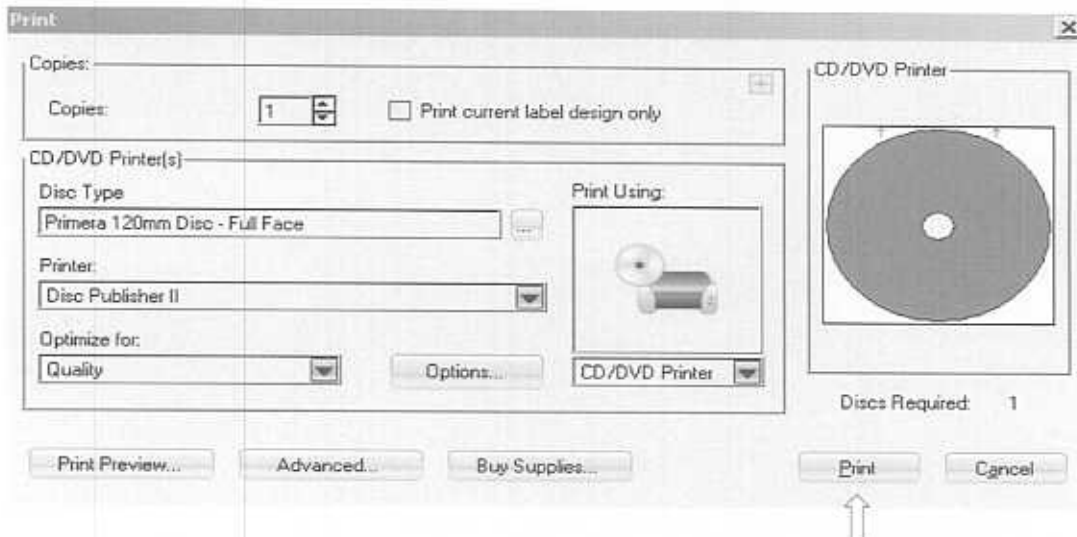 Print
Copies:
Copies:
1
Print current label design only
CD/DVD Printer(s)
Disc Type
Primera 120mm Disc - Full Face
...
Printer:
Disc Publisher II
Optimize for:
Quality
Options...
Print Using:
CD/DVD Printer
CD/DVD Printer
Discs Required: 1
Print Preview...
Advanced...
Buy Supplies...
Print
Cancel